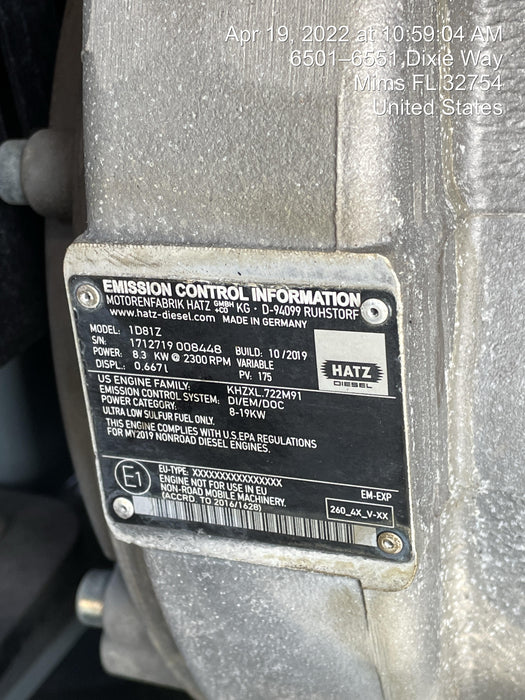 Apr 19, 2022 at 10:59:04 AM
6501–6551 Dixie Way
Mims FL 32754
United States
EMISSION CONTROL INFORMATION
MOTORENFABRIK HATZ GMBH +CO KG · D-94099 RUHSTORF
www.hatz-diesel.com MADE IN GERMANY
MODEL: 1D81Z
S/N: 1712719 008448 BUILD: 10/2019
POWER: 8.3 KW @ 2300 RPM VARIABLE
DISPL.: 0,667 l PV: 175
HATZ
DIESEL
US ENGINE FAMILY: KHZXL.722M91
EMISSION CONTROL SYSTEM: DI/EM/DOC
POWER CATEGORY: 8-19KW
ULTRA LOW SULFUR FUEL ONLY.
THIS ENGINE COMPLIES WITH U.S.EPA REGULATIONS
FOR MY2019 NONROAD DIESEL ENGINES.
E1
EU-TYPE: XXXXXXXXXXXXXXXX
ENGINE NOT FOR USE IN EU EM-EXP
NON-ROAD MOBILE MACHINERY.
(ACCRD. TO 2016/1628) 260_4X_V-XX